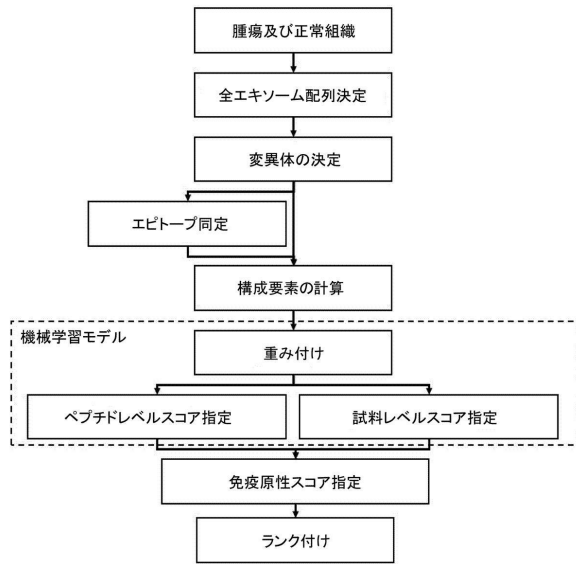 腫瘍及び正常組織
全エキソーム配列決定
変異体の決定
エピトープ同定
構成要素の計算
機械学習モデル
重み付け
ペプチドレベルスコア指定
試料レベルスコア指定
免疫原性スコア指定
ランク付け